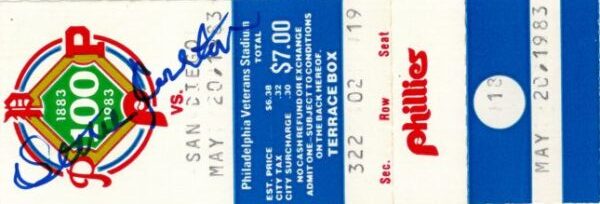 P
P
P
P
1883
100
1983
VS.
SAN DIEGO
MAY 20,1983
Philadelphia Veterans Stadium
TOTAL
$7.00
EST. PRICE $6.38
CITY TAX .32
CITY SURCHARGE .30
NO CASH REFUND OR EXCHANGE
ADMIT ONE - SUBJECT TO CONDITIONS
ON THE BACK HEREOF
TERRACE BOX
322 02 19
Sec. Row Seat
Phillies
118
MAY 20,1983